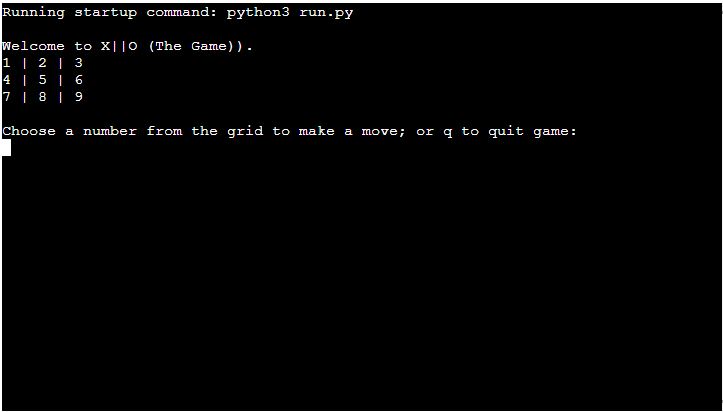 Running startup command: python3 run.py
Welcome to X||O (The Game)).
1 | 2 | 3
4 | 5 | 6
7 | 8 | 9
Choose a number from the grid to make a move; or q to quit game: